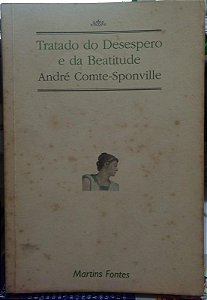 Tratado do Desespero
e da Beatitude
André Comte-Sponville
Martins Fontes